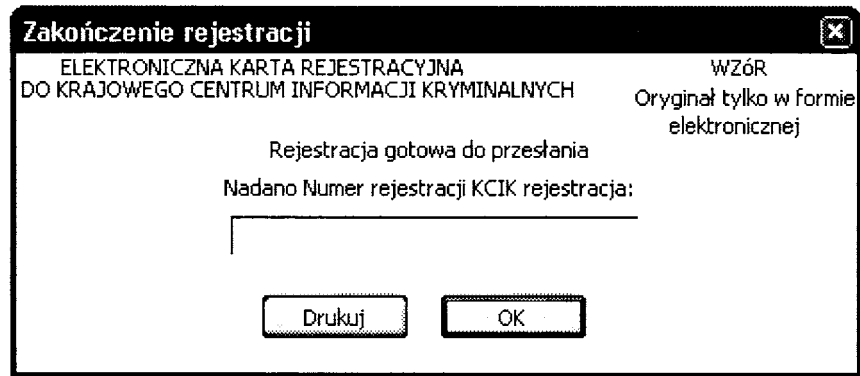 Zakończenie rejestracji
ELEKTRONICZNA KARTA REJESTRACYJNA
DO KRAJOWEGO CENTRUM INFORMACJI KRYMINALNYCH
WZóR
Oryginał tylko w formie
elektronicznej
Rejestracja gotowa do przesłania
Nadano Numer rejestracji KCIK rejestracja:
Drukuj
OK